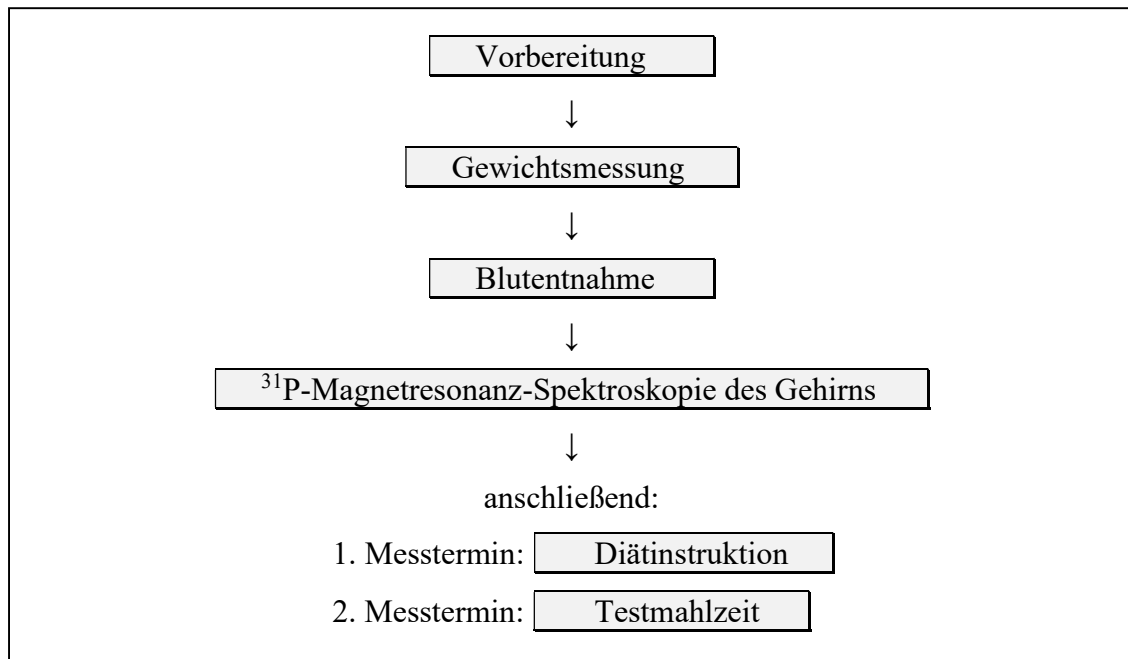 Vorbereitung
↓
Gewichtsmessung
↓
Blutentnahme
↓
³¹P-Magnetresonanz-Spektroskopie des Gehirns
↓
anschließend:
1. Messtermin: Diätinstruktion
2. Messtermin: Testmahlzeit